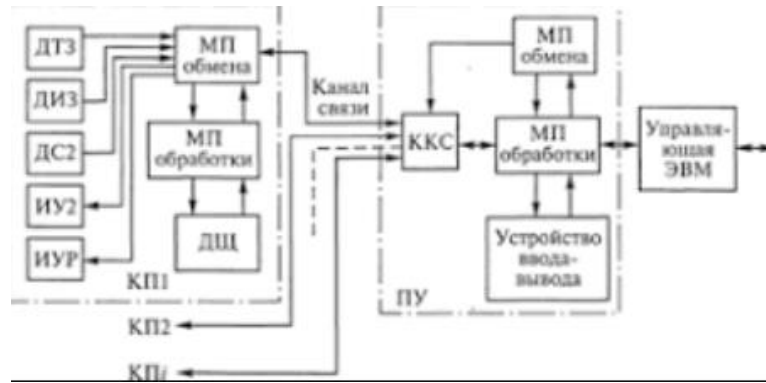 ДТЗ
ДИЗ
ДС2
ИУ2
ИУР
МП
обмена
МП
обработки
ДЩ
КП1
КП2
КПi
Канал
связи
ККС
МП
обмена
МП
обработки
Устройство
ввода-
вывода
ПУ
Управля-
ющая
ЭВМ